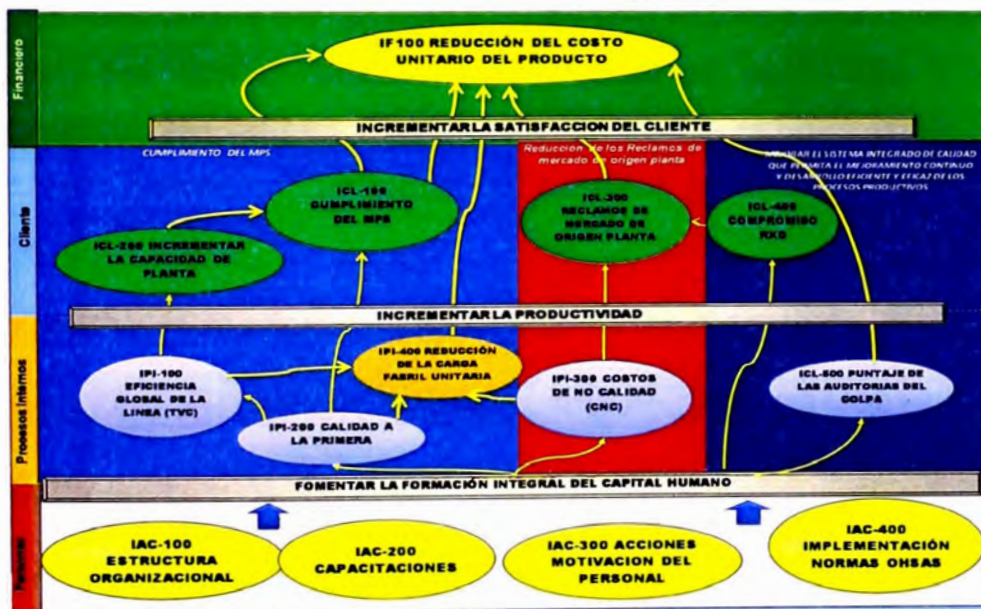 Financiero
IF100 REDUCCIÓN DEL COSTO
UNITARIO DEL PRODUCTO
INCREMENTAR LA SATISFACCION DEL CLIENTE
Cliente
CUMPLIMIENTO DEL MPS
Reducción de los Reclamos de
mercado de origen planta
MEJORAR EL SISTEMA INTEGRADO DE CALIDAD
QUE PERMITA EL MEJORAMIENTO CONTINUO
Y DESARROLLO EFICIENTE Y EFICAZ DE LOS
PROCESOS PRODUCTIVOS
ICL-100
CUMPLIMIENTO
DEL MPS
ICL-200 INCREMENTAR
LA CAPACIDAD DE
PLANTA
ICL-300
RECLAMOS DE
MERCADO DE
ORIGEN PLANTA
ICL-400
COMPROMISO
RXD
INCREMENTAR LA PRODUCTIVIDAD
Procesos Internos
IPI-100
EFICIENCIA
GLOBAL DE LA
LINEA (TVC)
IPI-400 REDUCCIÓN
DE LA CARGA
FABRIL UNITARIA
IPI-200 CALIDAD A
LA PRIMERA
IPI-300 COSTOS
DE NO CALIDAD
(CNC)
ICL-500 PUNTAJE DE
LAS AUDITORIAS DEL
GOLPA
FOMENTAR LA FORMACIÓN INTEGRAL DEL CAPITAL HUMANO
IAC-100
ESTRUCTURA
ORGANIZACIONAL
IAC-200
CAPACITACIONES
IAC-300 ACCIONES
MOTIVACION DEL
PERSONAL
IAC-400
IMPLEMENTACIÓN
NORMAS OHSAS